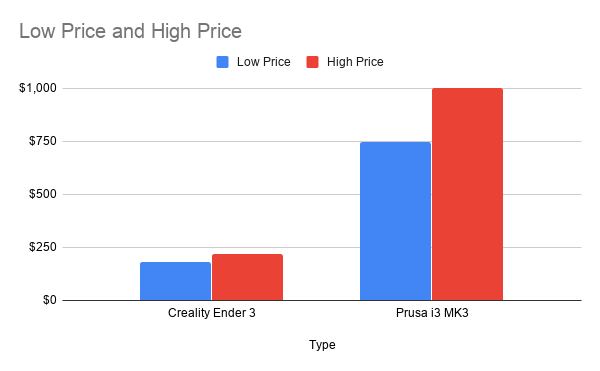 Low Price and High Price
Low Price
High Price
$1,000
$750
$500
$250
$0
Creality Ender 3
Prusa i3 MK3
Type